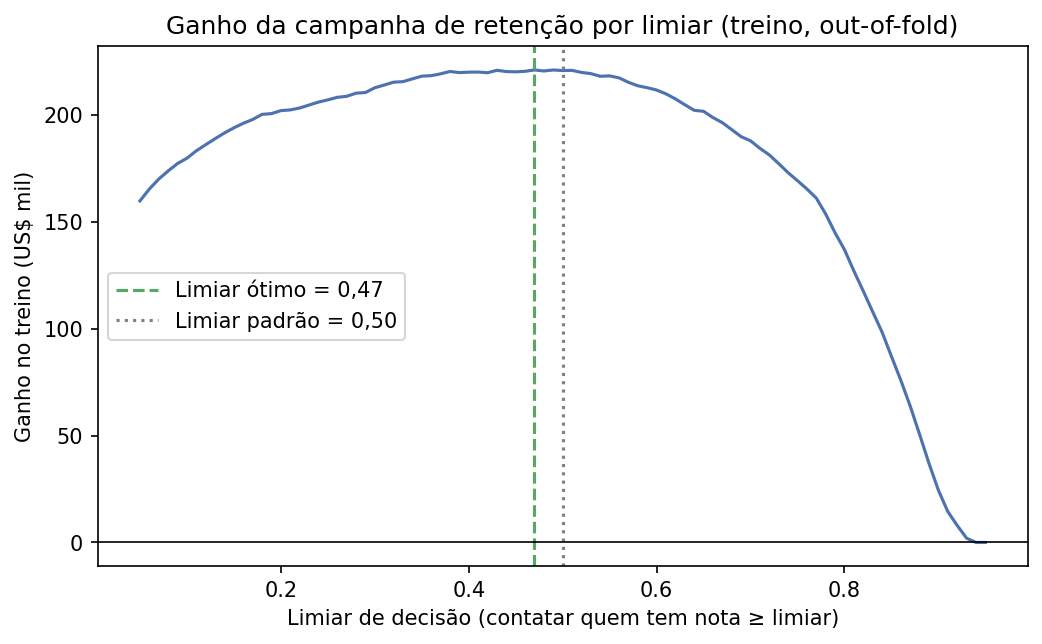 Ganho da campanha de retenção por limiar (treino, out-of-fold)
Ganho no treino (US$ mil)
200
150
100
50
0
Limiar ótimo = 0,47
Limiar padrão = 0,50
0.2 0.4 0.6 0.8
Limiar de decisão (contatar quem tem nota ≥ limiar)